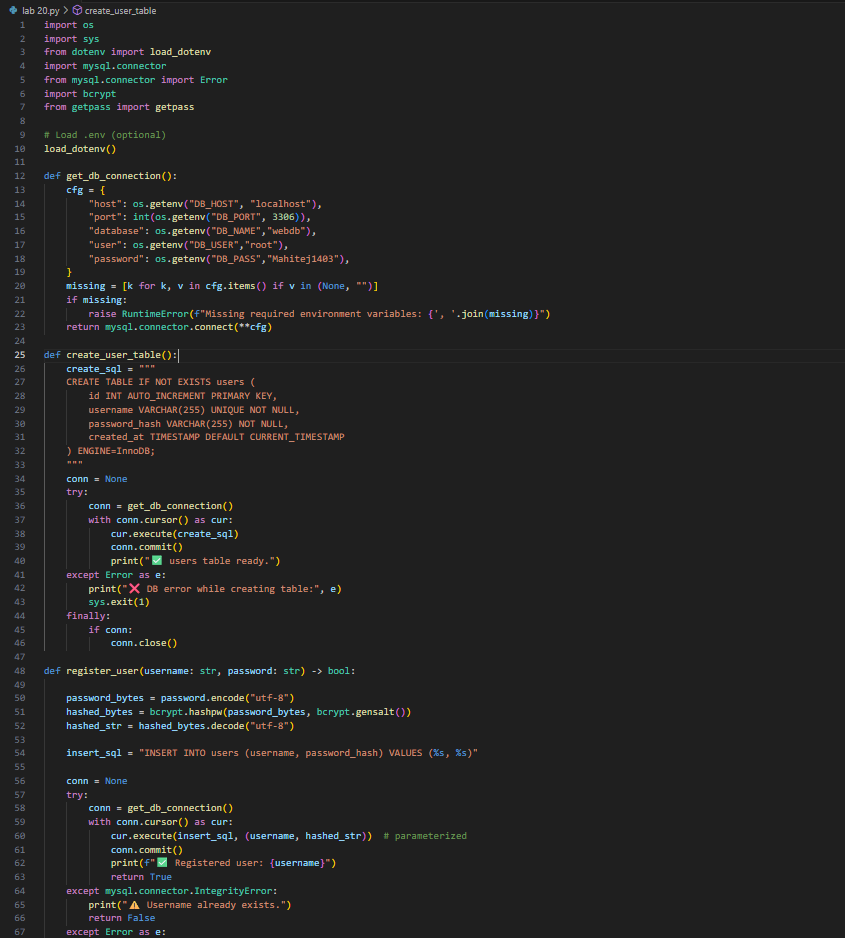 lab 20.py > create_user_table
1 import os
2 import sys
3 from dotenv import load_dotenv
4 import mysql.connector
5 from mysql.connector import Error
6 import bcrypt
7 from getpass import getpass
8
9 # Load .env (optional)
10 load_dotenv()
11
12 def get_db_connection():
13     cfg = {
14         "host": os.getenv("DB_HOST", "localhost"),
15         "port": int(os.getenv("DB_PORT", 3306)),
16         "database": os.getenv("DB_NAME","webdb"),
17         "user": os.getenv("DB_USER","root"),
18         "password": os.getenv("DB_PASS","Mahitej1403"),
19     }
20     missing = [k for k, v in cfg.items() if v in (None, "")]
21     if missing:
22         raise RuntimeError(f"Missing required environment variables: {', '.join(missing)}")
23     return mysql.connector.connect(**cfg)
24
25 def create_user_table():
26     create_sql = """
27     CREATE TABLE IF NOT EXISTS users (
28         id INT AUTO_INCREMENT PRIMARY KEY,
29         username VARCHAR(255) UNIQUE NOT NULL,
30         password_hash VARCHAR(255) NOT NULL,
31         created_at TIMESTAMP DEFAULT CURRENT_TIMESTAMP
32     ) ENGINE=InnoDB;
33     """
34     conn = None
35     try:
36         conn = get_db_connection()
37         with conn.cursor() as cur:
38             cur.execute(create_sql)
39             conn.commit()
40             print("✅ users table ready.")
41     except Error as e:
42         print("❌ DB error while creating table:", e)
43         sys.exit(1)
44     finally:
45         if conn:
46             conn.close()
47
48 def register_user(username: str, password: str) -> bool:
49
50     password_bytes = password.encode("utf-8")
51     hashed_bytes = bcrypt.hashpw(password_bytes, bcrypt.gensalt())
52     hashed_str = hashed_bytes.decode("utf-8")
53
54     insert_sql = "INSERT INTO users (username, password_hash) VALUES (%s, %s)"
55
56     conn = None
57     try:
58         conn = get_db_connection()
59         with conn.cursor() as cur:
60             cur.execute(insert_sql, (username, hashed_str))  # parameterized
61             conn.commit()
62             print(f"✅ Registered user: {username}")
63             return True
64     except mysql.connector.IntegrityError:
65         print("⚠️ Username already exists.")
66         return False
67     except Error as e: